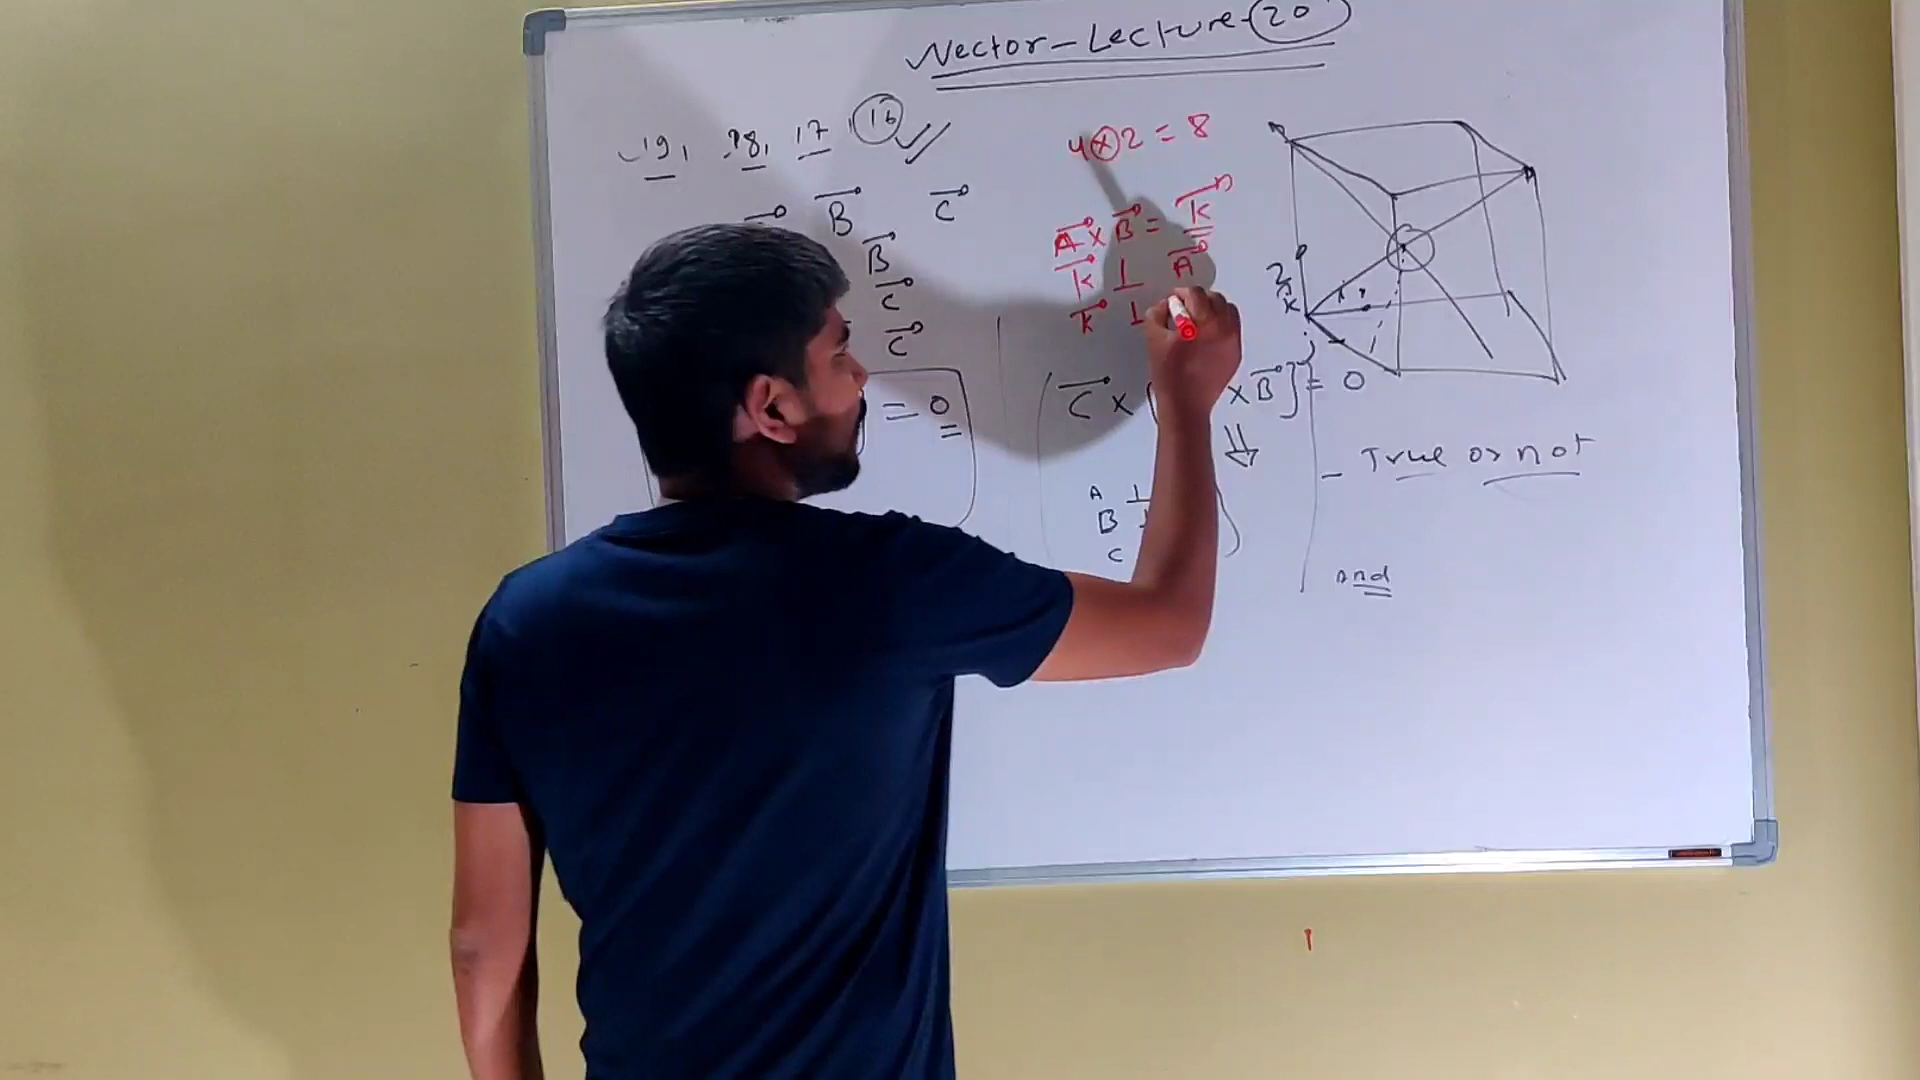 Vector - Lecture - 20
19, 18, 17, 16
B⃗ C⃗
B⃗
C⃗
C⃗
= 0
4 × 2 = 8
A⃗ × B⃗ = K⃗
K⃗ ⊥ A⃗
K⃗ ⊥
C⃗ × ( × B⃗ ] = 0
⇓
A ⊥
B
C
- True or not
and